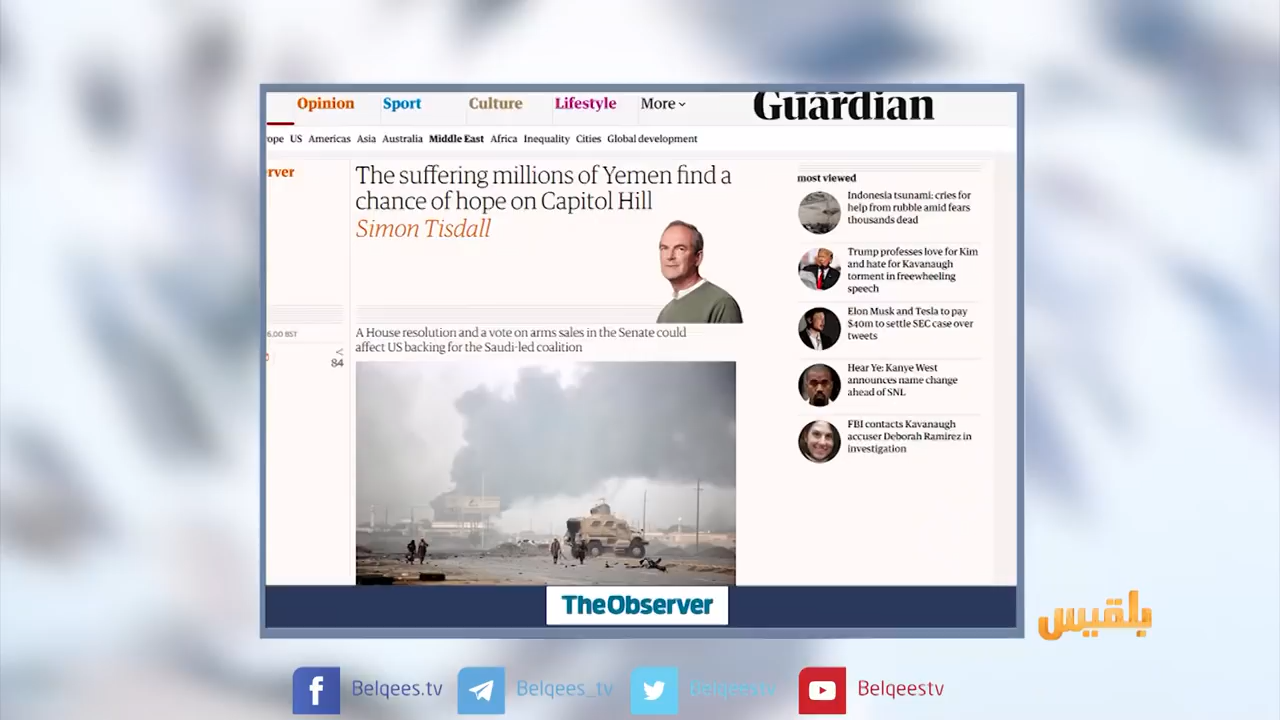 Opinion Sport Culture Lifestyle More
Guardian
ope US Americas Asia Australia Middle East Africa Inequality Cities Global development
rver
The suffering millions of Yemen find a
chance of hope on Capitol Hill
Simon Tisdall
6.00 BST
84
A House resolution and a vote on arms sales in the Senate could
affect US backing for the Saudi-led coalition
most viewed
Indonesia tsunami: cries for
help from rubble amid fears
thousands dead
Trump professes love for Kim
and hate for Kavanaugh
torment in freewheeling
speech
Elon Musk and Tesla to pay
$40m to settle SEC case over
tweets
Hear Ye: Kanye West
announces name change
ahead of SNL
FBI contacts Kavanaugh
accuser Deborah Ramirez in
investigation
TheObserver
بلقيس
Belqees.tv Belqees_tv Belqeestv Belqeestv